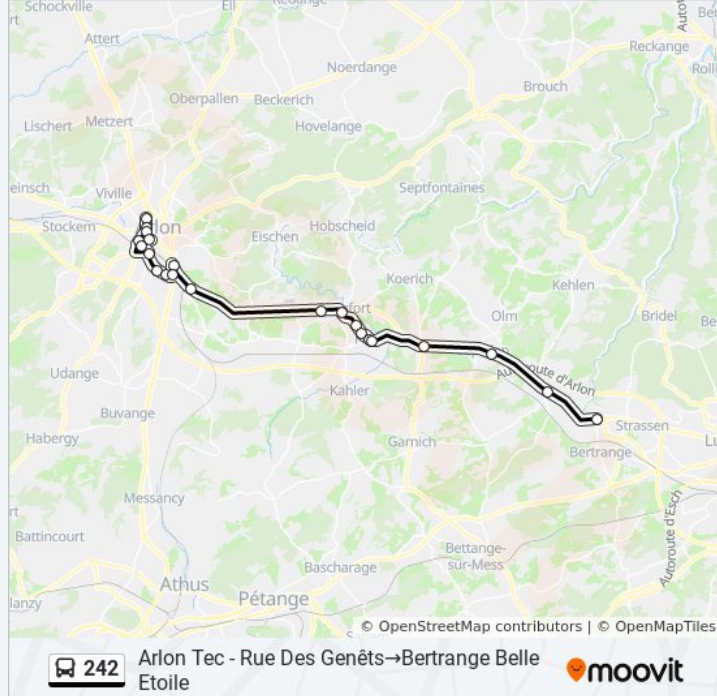 Schockville
Ell
Redange
Attert
Reckange
Noerdange
Oberpallen
Beckerich
Brouch
Metzert
Lischert
Hovelange
Viville
Septfontaines
Stockem
Hobscheid
Eischen
Koerich
Kehlen
Olm
Bridel
Autoroute d'Arlon
Udange
Kahler
Buvange
Strassen
Habergy
Garnich
Bertrange
Messancy
Autoroute d'Esch
Battincourt
Bettange-
sur-Mess
Bascharage
Athus
Pétange
© OpenStreetMap contributors | © OpenMapTiles
242
Arlon Tec - Rue Des Genêts→Bertrange Belle
Etoile
moovit